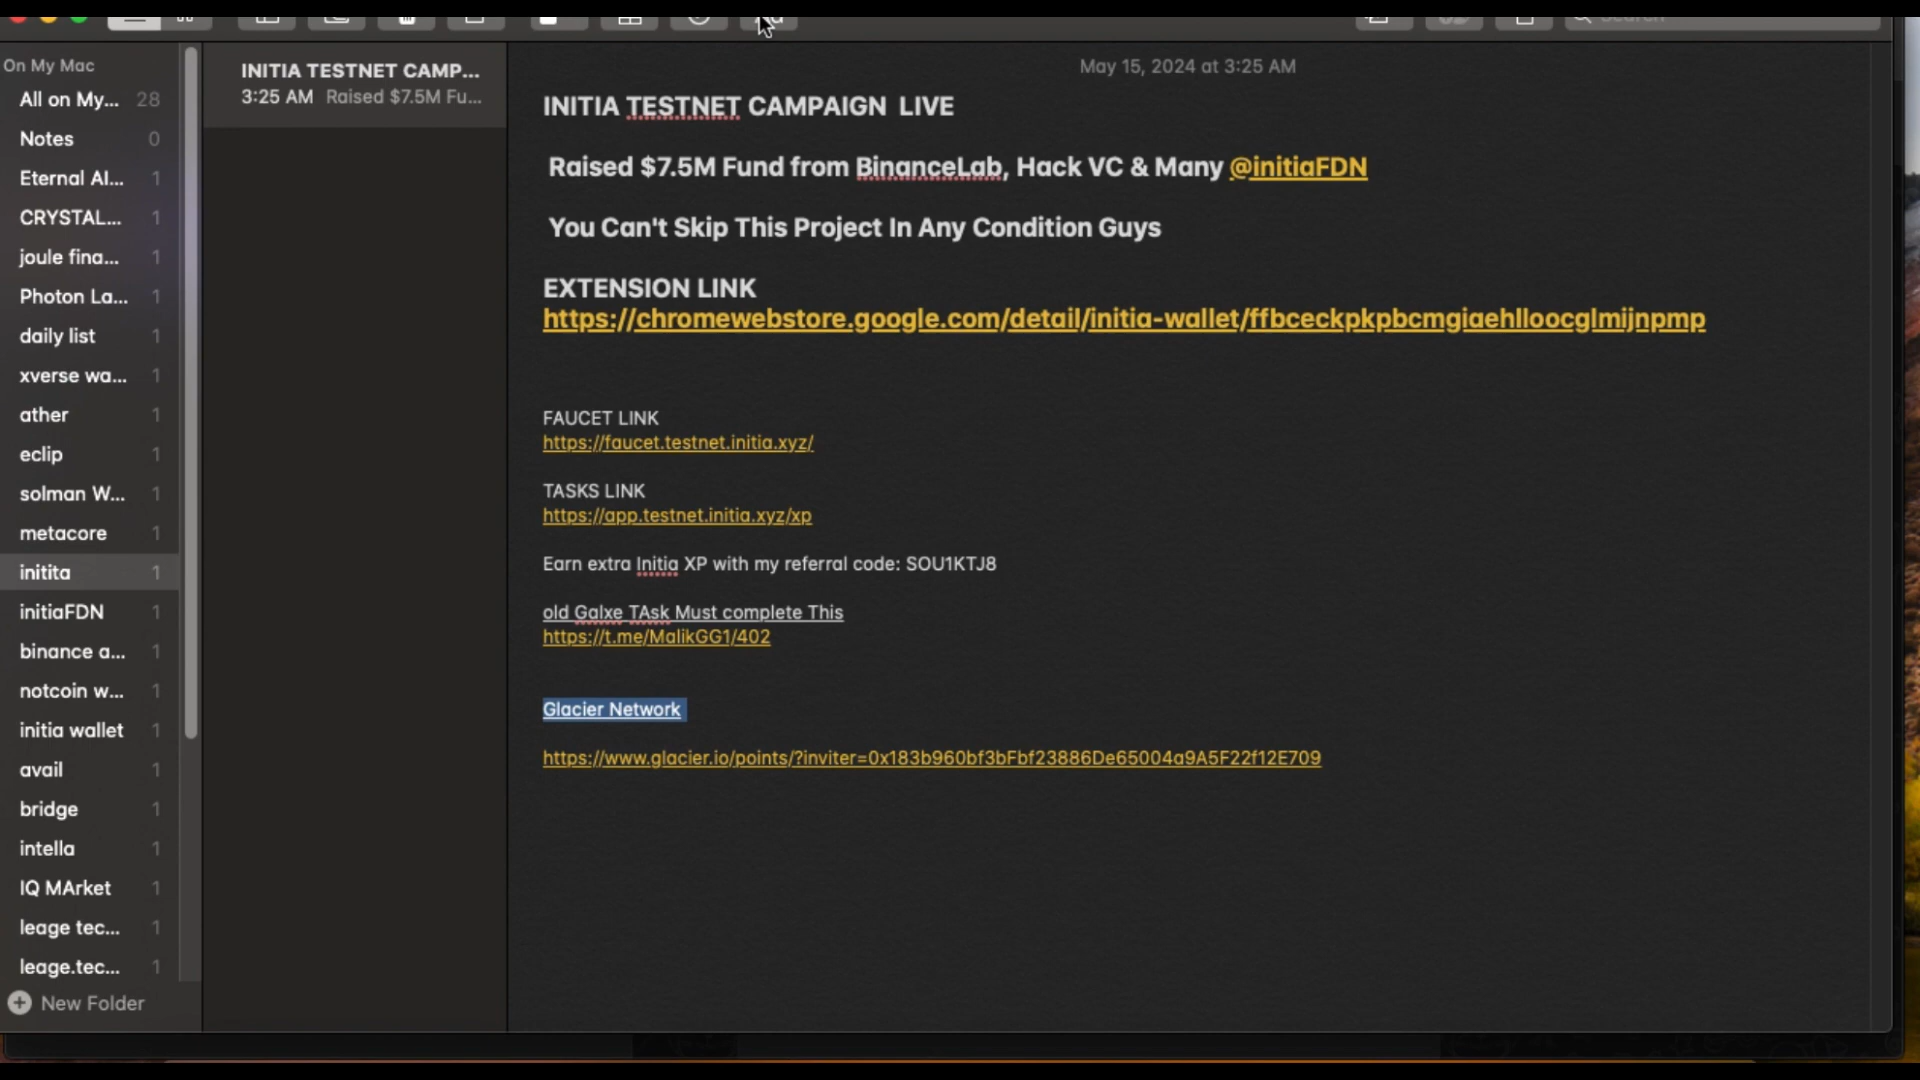 Search
On My Mac
All on My... 28
Notes 0
Eternal AI... 1
CRYSTAL... 1
joule fina... 1
Photon La... 1
daily list 1
xverse wa... 1
ather 1
eclip 1
solman W... 1
metacore 1
initita 1
initiaFDN 1
binance a... 1
notcoin w... 1
initia wallet 1
avail 1
bridge 1
intella 1
IQ MArket 1
leage tec... 1
leage.tec... 1
New Folder
INITIA TESTNET CAMP...
3:25 AM Raised $7.5M Fu...
May 15, 2024 at 3:25 AM
INITIA TESTNET CAMPAIGN LIVE
Raised $7.5M Fund from BinanceLab, Hack VC & Many @initiaFDN
You Can't Skip This Project In Any Condition Guys
EXTENSION LINK
https://chromewebstore.google.com/detail/initia-wallet/ffbceckpkpbcmgiaehlloocglmijnpmp
FAUCET LINK
https://faucet.testnet.initia.xyz/
TASKS LINK
https://app.testnet.initia.xyz/xp
Earn extra Initia XP with my referral code: SOU1KTJ8
old Galxe TAsk Must complete This
https://t.me/MalikGG1/402
Glacier Network
https://www.glacier.io/points/?inviter=0x183b960bf3bFbf23886De65004a9A5F22f12E709